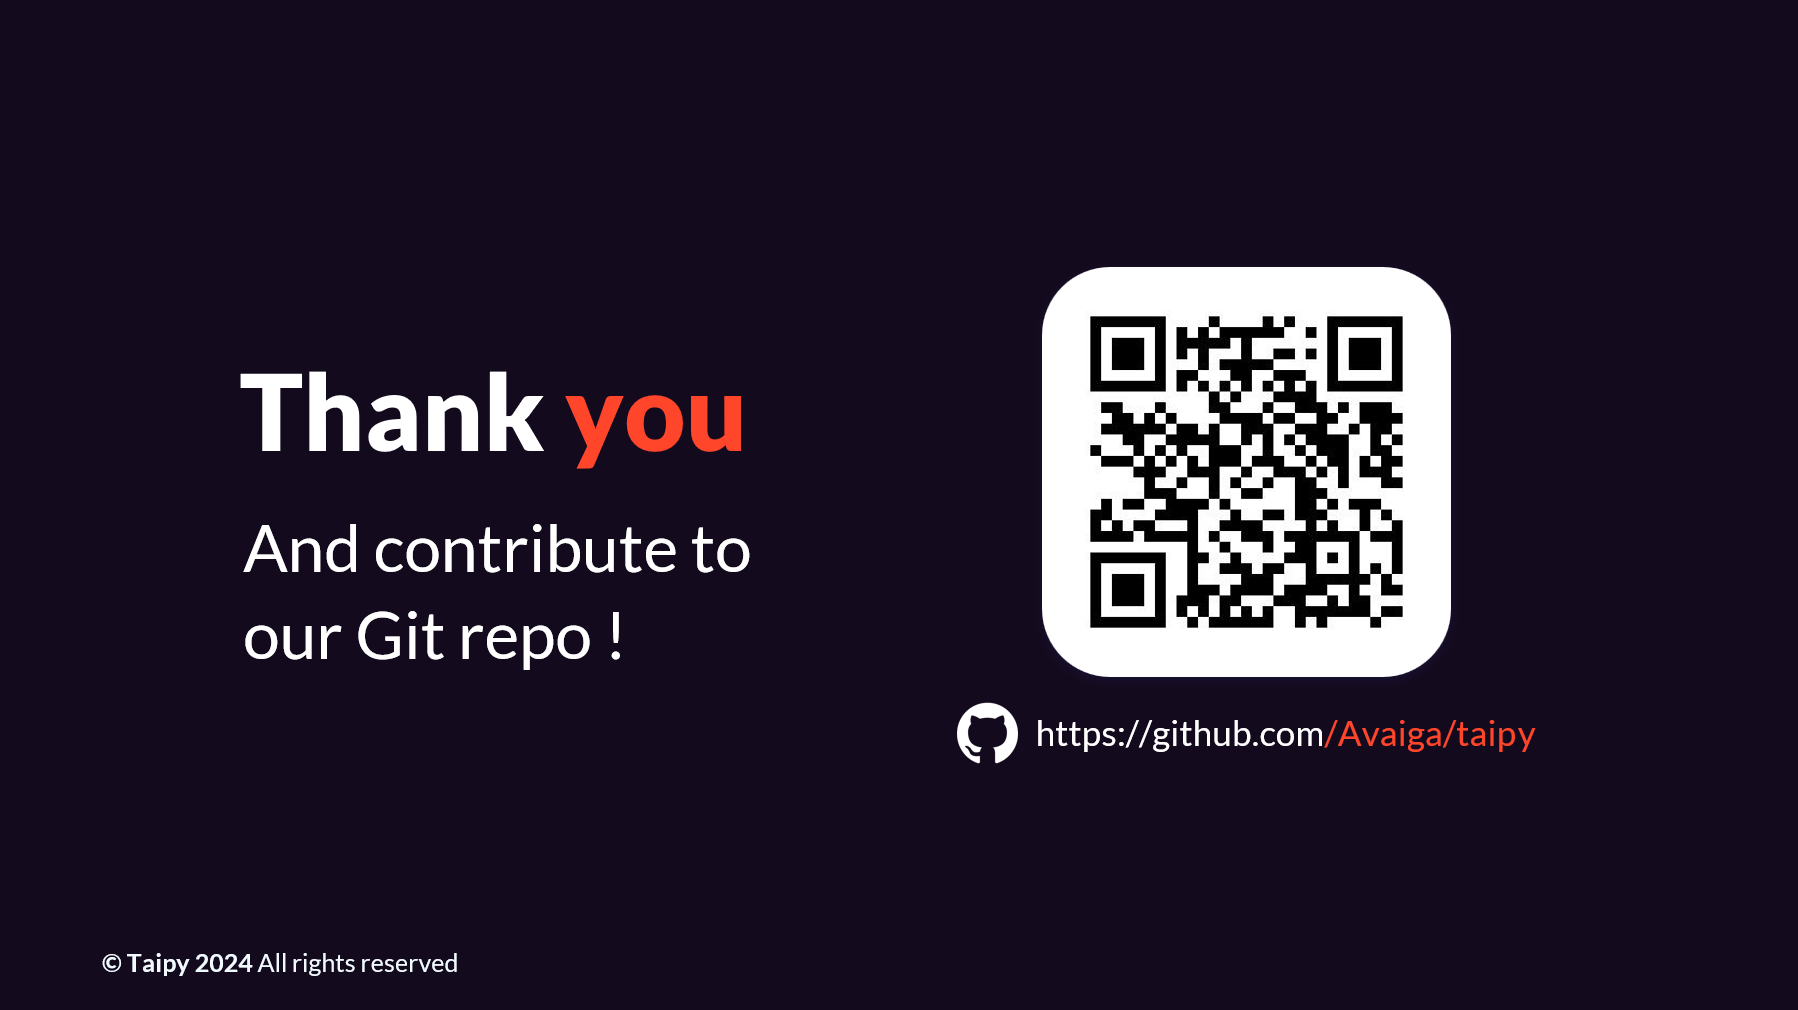 Thank you
And contribute to
our Git repo !
https://github.com/Avaiga/taipy
© Taipy 2024 All rights reserved